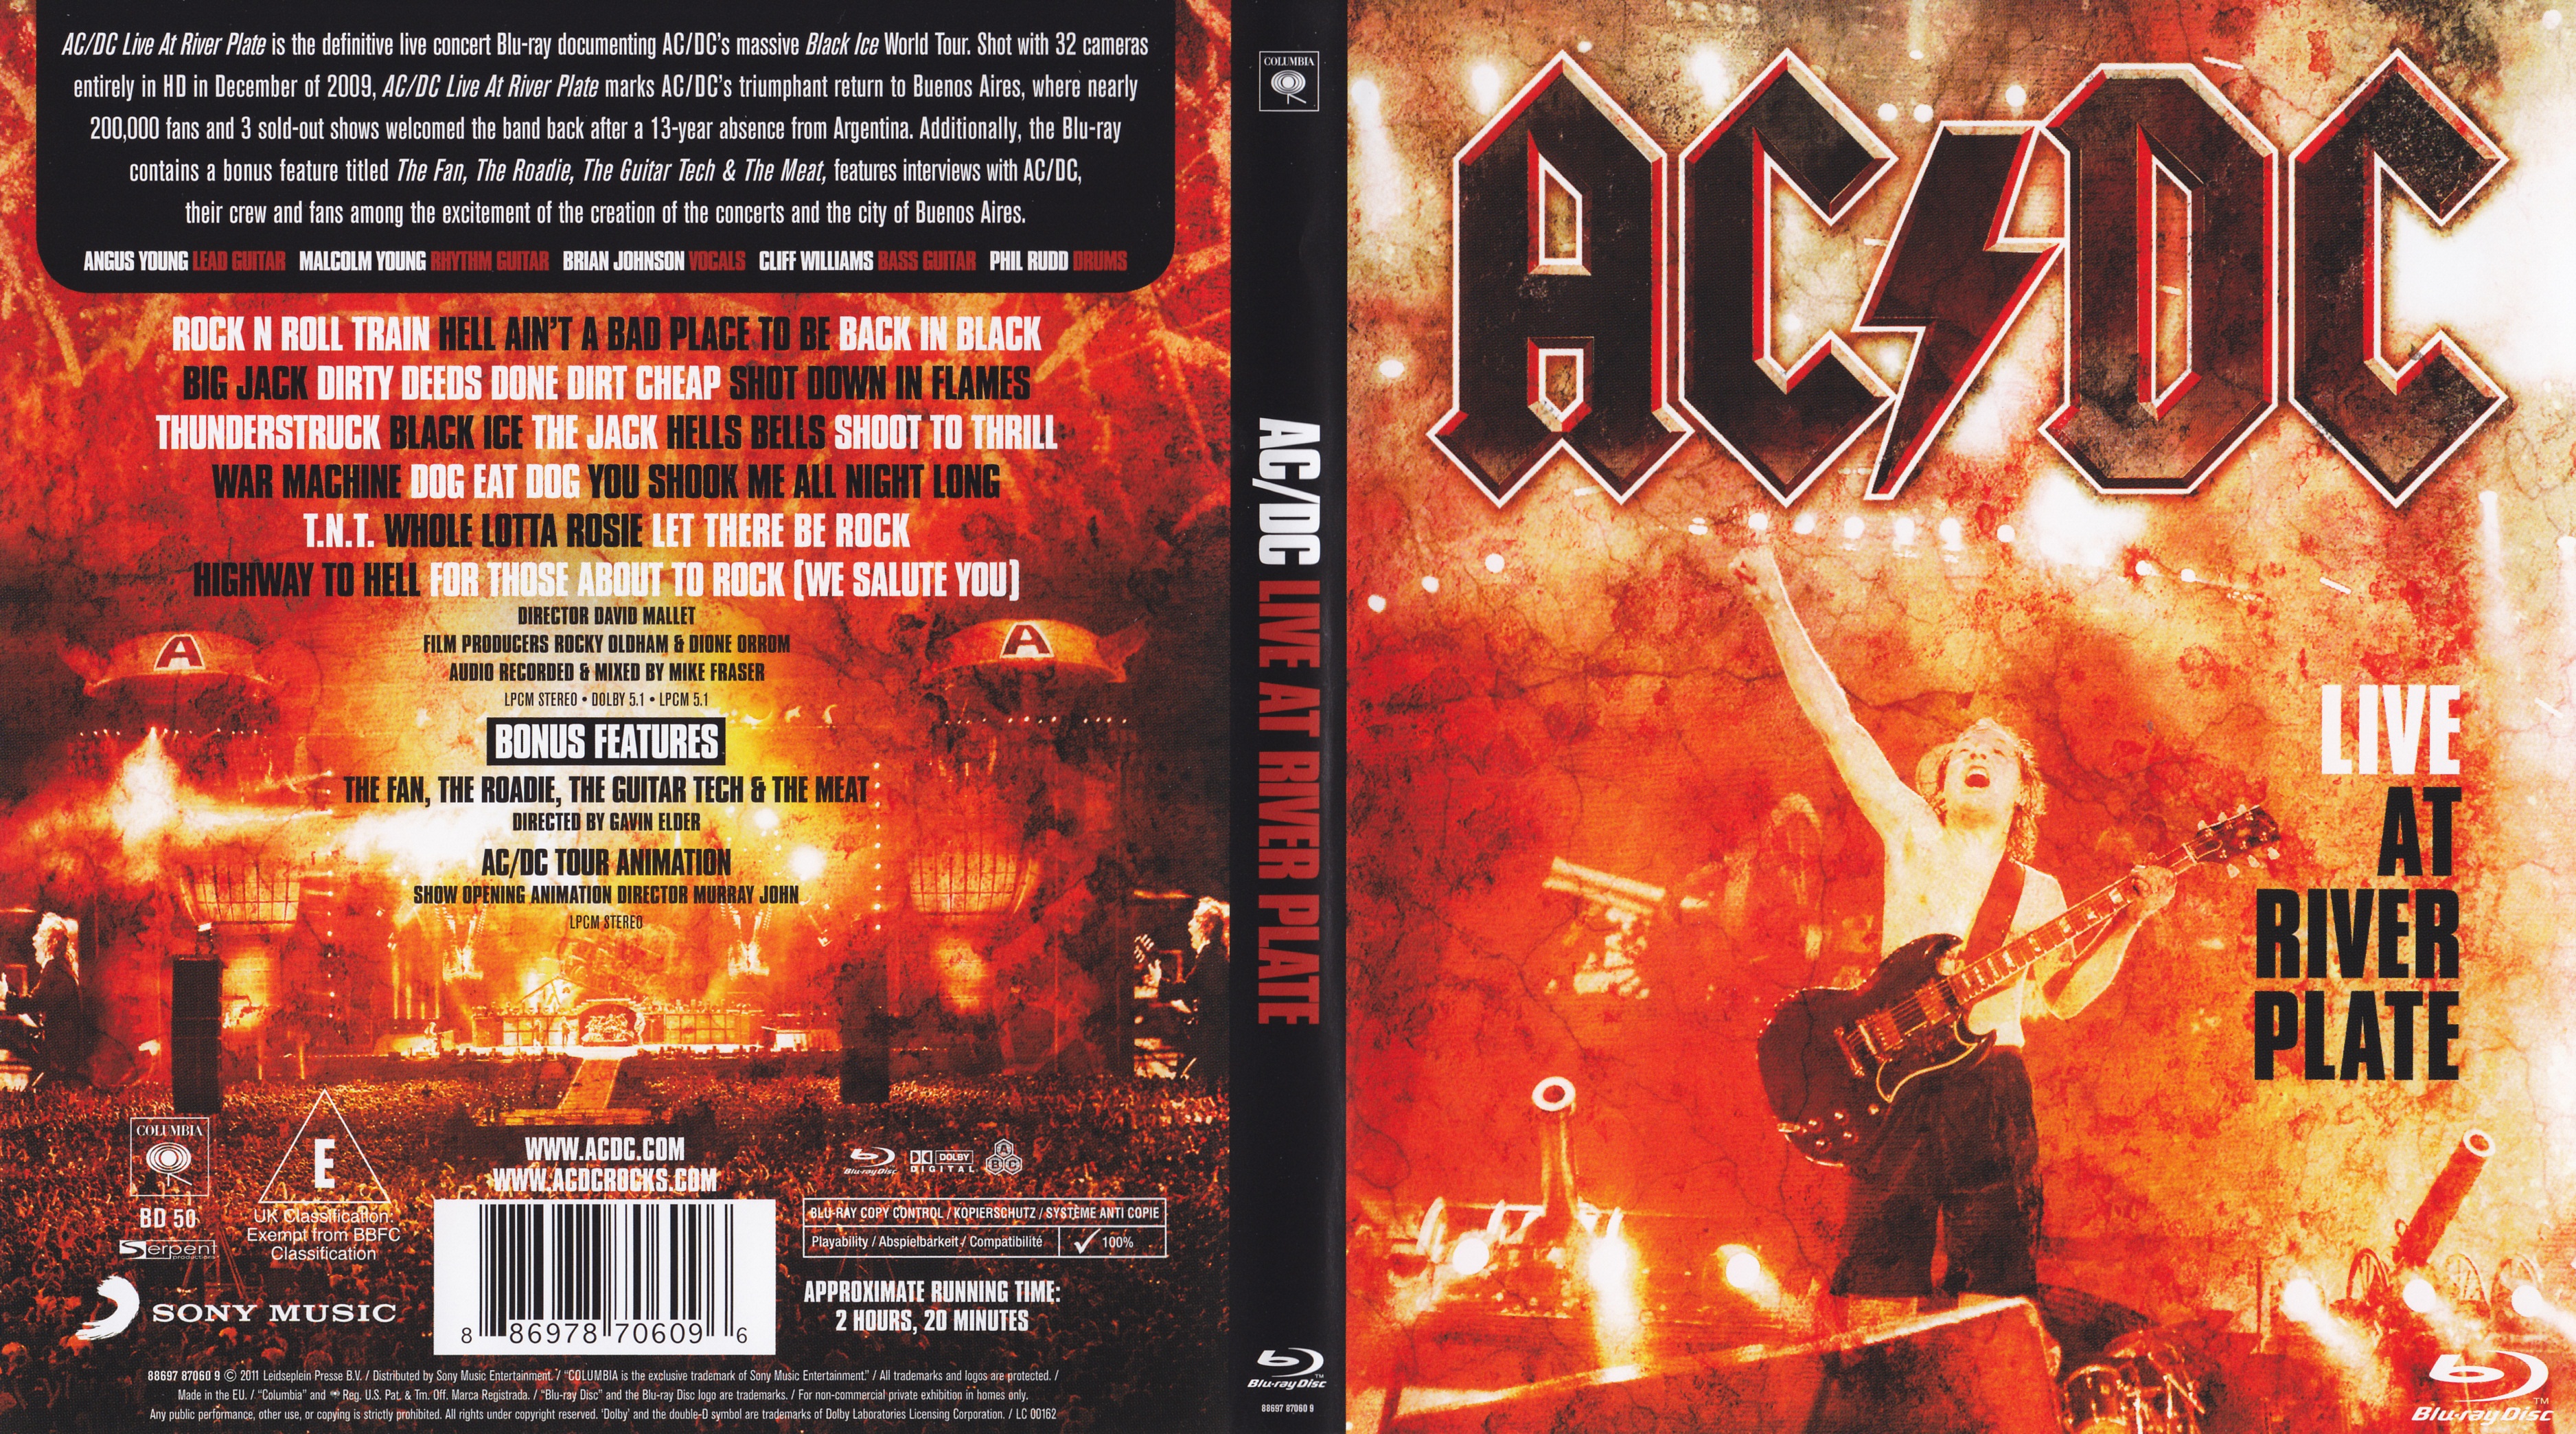 AC/DC Live At River Plate is the definitive live concert Blu-ray documenting AC/DC's massive Black Ice World Tour. Shot with 32 cameras
entirely in HD in December of 2009, AC/DC Live At River Plate marks AC/DC's triumphant return to Buenos Aires, where nearly
200,000 fans and 3 sold-out shows welcomed the band back after a 13-year absence from Argentina. Additionally, the Blu-ray
contains a bonus feature titled The Fan, The Roadie, The Guitar Tech & The Meat, features interviews with AC/DC,
their crew and fans among the excitement of the creation of the concerts and the city of Buenos Aires.
ANGUS YOUNG LEAD GUITAR MALCOLM YOUNG RHYTHM GUITAR BRIAN JOHNSON VOCALS CLIFF WILLIAMS BASS GUITAR PHIL RUDD DRUMS
ROCK N ROLL TRAIN HELL AIN'T A BAD PLACE TO BE BACK IN BLACK
BIG JACK DIRTY DEEDS DONE DIRT CHEAP SHOT DOWN IN FLAMES
THUNDERSTRUCK BLACK ICE THE JACK HELLS BELLS SHOOT TO THRILL
WAR MACHINE DOG EAT DOG YOU SHOOK ME ALL NIGHT LONG
T.N.T. WHOLE LOTTA ROSIE LET THERE BE ROCK
HIGHWAY TO HELL FOR THOSE ABOUT TO ROCK (WE SALUTE YOU)
DIRECTOR DAVID MALLET
FILM PRODUCERS ROCKY OLDHAM & DIONE ORROM
AUDIO RECORDED & MIXED BY MIKE FRASER
LPCM STEREO • DOLBY 5.1 • LPCM 5.1
A
A
BONUS FEATURES
THE FAN, THE ROADIE, THE GUITAR TECH & THE MEAT
DIRECTED BY GAVIN ELDER
AC/DC TOUR ANIMATION
SHOW OPENING ANIMATION DIRECTOR MURRAY JOHN
LPCM STEREO
COLUMBIA
BD 50
Serpent productions
E
UK Classification:
Exempt from BBFC
Classification
SONY MUSIC
WWW.ACDC.COM
WWW.ACDCROCKS.COM
8 86978 70609 6
Blu-ray Disc
DOLBY DIGITAL
A B C
BLU-RAY COPY CONTROL / KOPIERSCHUTZ / SYSTÈME ANTI COPIE
Playability / Abspielbarkeit / Compatibilité 100%
APPROXIMATE RUNNING TIME:
2 HOURS, 20 MINUTES
88697 87060 9 © 2011 Leidseplein Presse B.V. / Distributed by Sony Music Entertainment. / "COLUMBIA is the exclusive trademark of Sony Music Entertainment." / All trademarks and logos are protected. /
Made in the EU. / "Columbia" and Reg. U.S. Pat. & Tm. Off. Marca Registrada. / "Blu-ray Disc" and the Blu-ray Disc logo are trademarks. / For non-commercial private exhibition in homes only.
Any public performance, other use, or copying is strictly prohibited. All rights under copyright reserved. 'Dolby' and the double-D symbol are trademarks of Dolby Laboratories Licensing Corporation. / LC 00162
COLUMBIA
AC/DC LIVE AT RIVER PLATE
Blu-ray Disc™
88697 87060 9
AC DC
LIVE
AT
RIVER
PLATE
Blu-ray Disc™